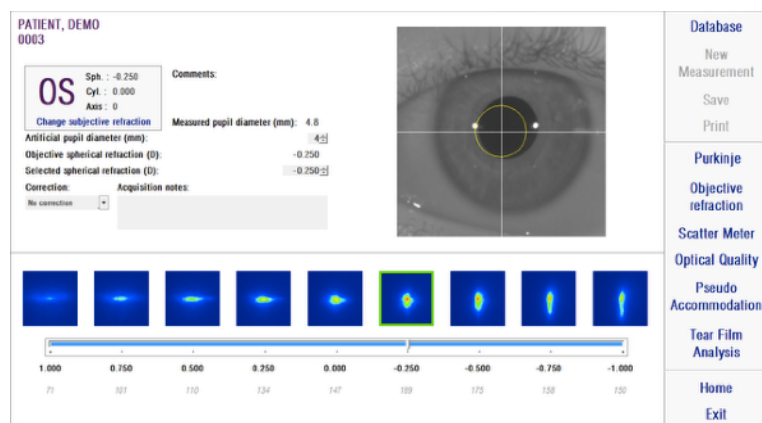 PATIENT, DEMO
0003
OS
Sph. : -0.250
Cyl. : 0.000
Axis : 0
Change subjective refraction
Comments:
Measured pupil diameter (mm): 4.8
Artificial pupil diameter (mm): 4
Objective spherical refraction (D): -0.250
Selected spherical refraction (D): -0.250
Correction: Acquisition notes:
No correction
1.000 0.750 0.500 0.250 0.000 -0.250 -0.500 -0.750 -1.000
71 101 110 134 147 189 175 158 150
Database
New
Measurement
Save
Print
Purkinje
Objective
refraction
Scatter Meter
Optical Quality
Pseudo
Accommodation
Tear Film
Analysis
Home
Exit